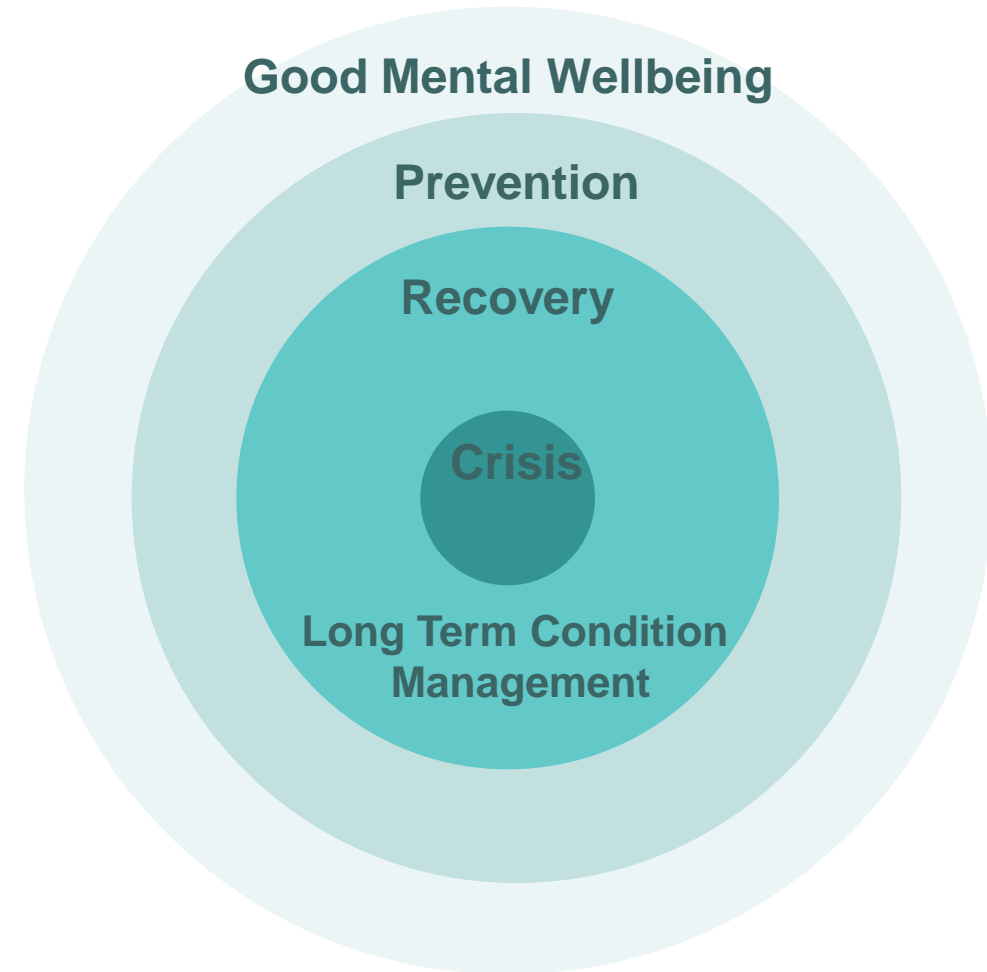 Good Mental Wellbeing
Prevention
Recovery
Crisis
Long Term Condition
Management